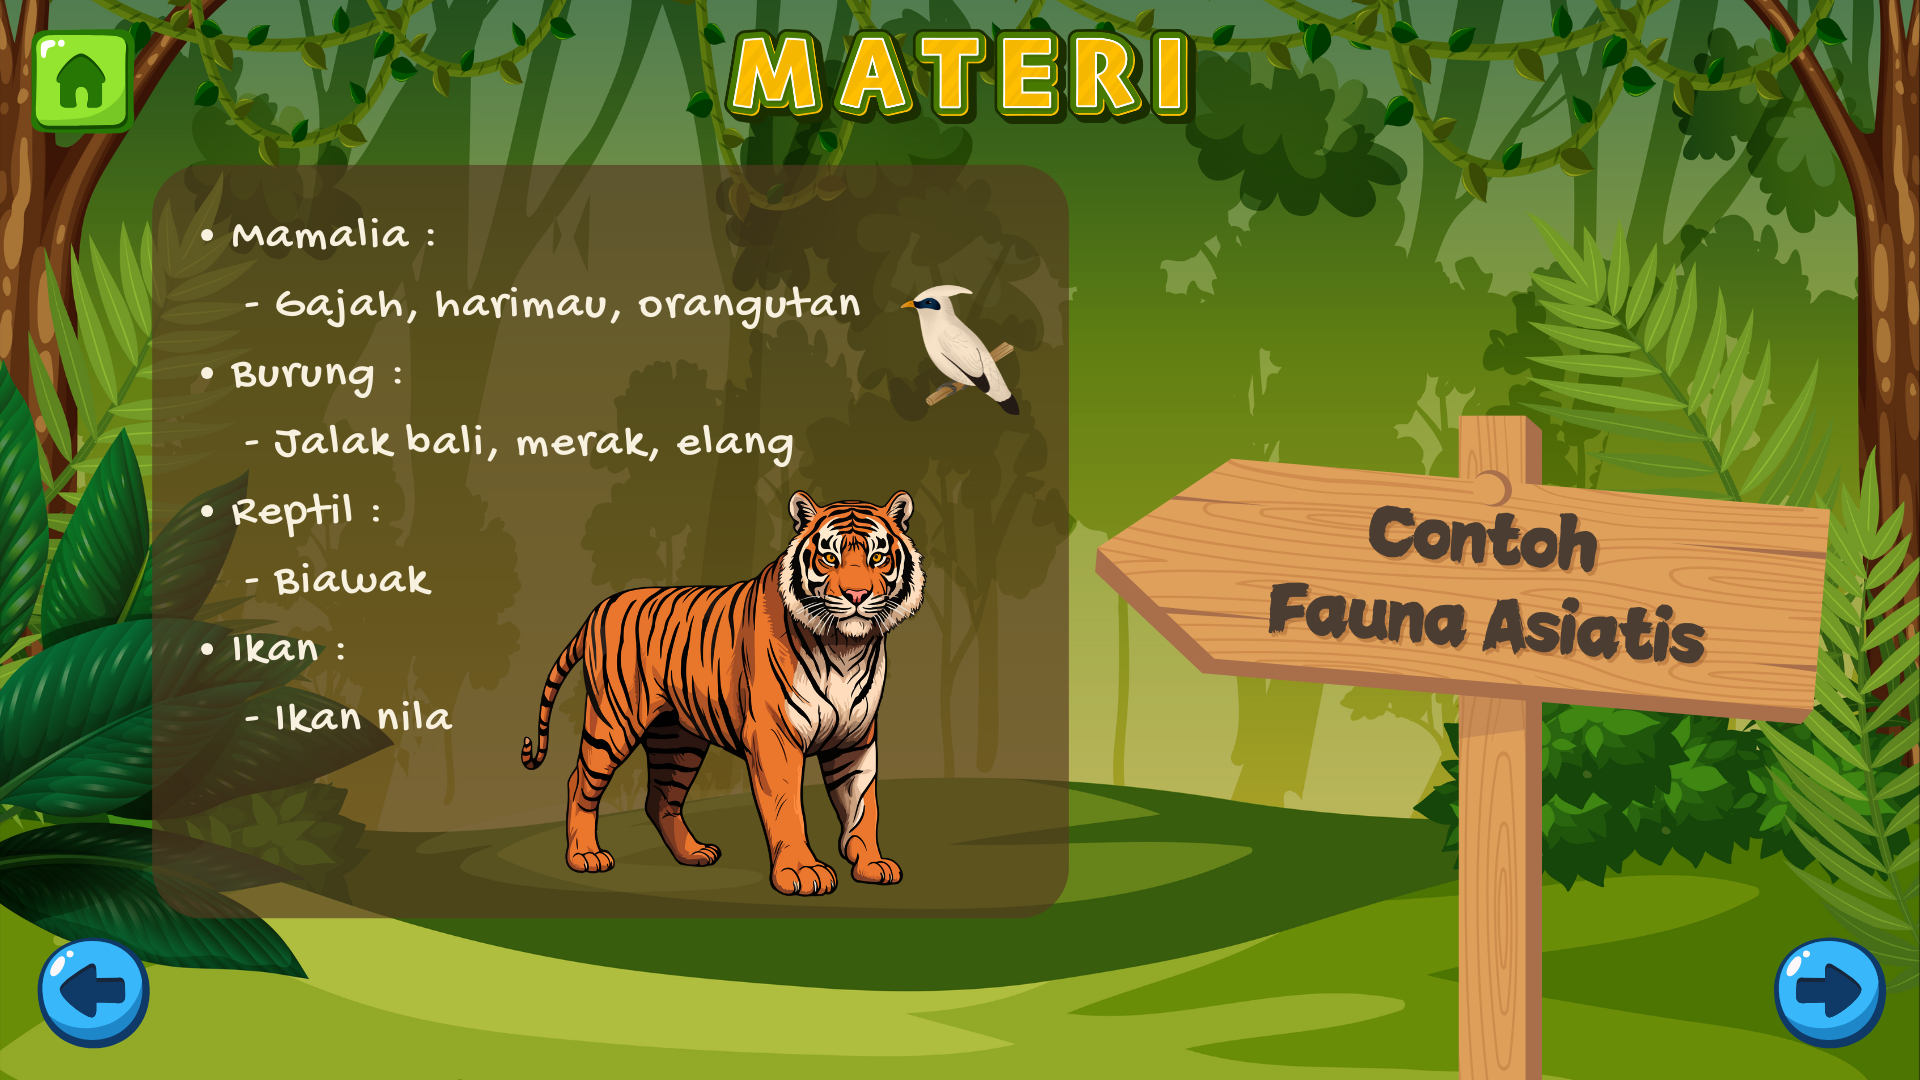 MATERI
• Mamalia :
- Gajah, harimau, orangutan
• Burung :
- Jalak bali, merak, elang
• Reptil :
- Biawak
• Ikan :
- Ikan nila
Contoh
Fauna Asiatis